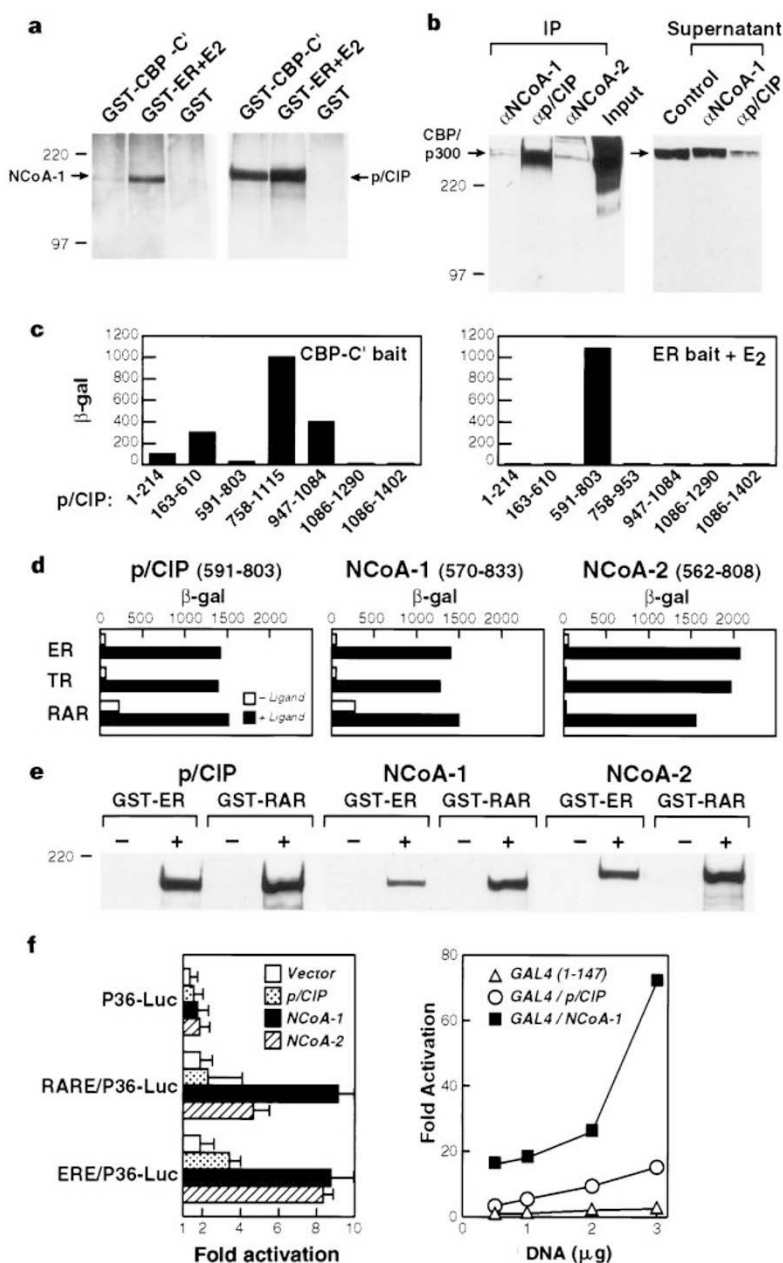 a
GST-CBP-C'
GST-ER+E2
GST
GST-CBP-C'
GST-ER+E2
GST
220
NCoA-1
p/CIP
97
b
IP
Supernatant
αNCoA-1
αp/CIP
αNCoA-2
Input
Control
αNCoA-1
αp/CIP
CBP/
p300
220
97
c
1200
1000
800
600
400
200
0
β-gal
CBP-C' bait
p/CIP:
1-214
163-610
591-803
758-1115
947-1084
1086-1290
1086-1402
1200
1000
800
600
400
200
0
ER bait + E2
1-214
163-610
591-803
758-953
947-1084
1086-1290
1086-1402
d
p/CIP (591-803)
NCoA-1 (570-833)
NCoA-2 (562-808)
β-gal
β-gal
β-gal
0 500 1000 1500 2000
0 500 1000 1500 2000
0 500 1000 1500 2000
ER
TR
RAR
- Ligand
+ Ligand
e
p/CIP
NCoA-1
NCoA-2
GST-ER GST-RAR GST-ER GST-RAR GST-ER GST-RAR
− + − + − + − + − + − +
220
f
P36-Luc
RARE/P36-Luc
ERE/P36-Luc
Vector
p/CIP
NCoA-1
NCoA-2
1 2 4 6 8 10
Fold activation
80
60
40
20
0
Fold Activation
GAL4 (1-147)
GAL4 / p/CIP
GAL4 / NCoA-1
0 1 2 3
DNA (μg)